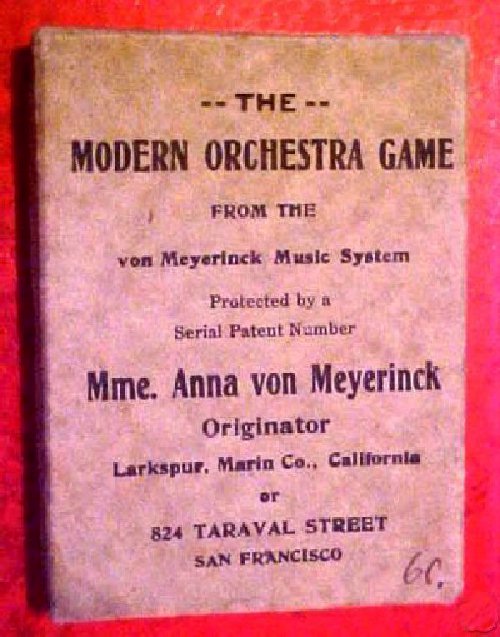 -- THE --
MODERN ORCHESTRA GAME
FROM THE
von Meyerinck Music System
Protected by a
Serial Patent Number
Mme. Anna von Meyerinck
Originator
Larkspur, Marin Co., California
or
824 TARAVAL STREET
SAN FRANCISCO
6C.